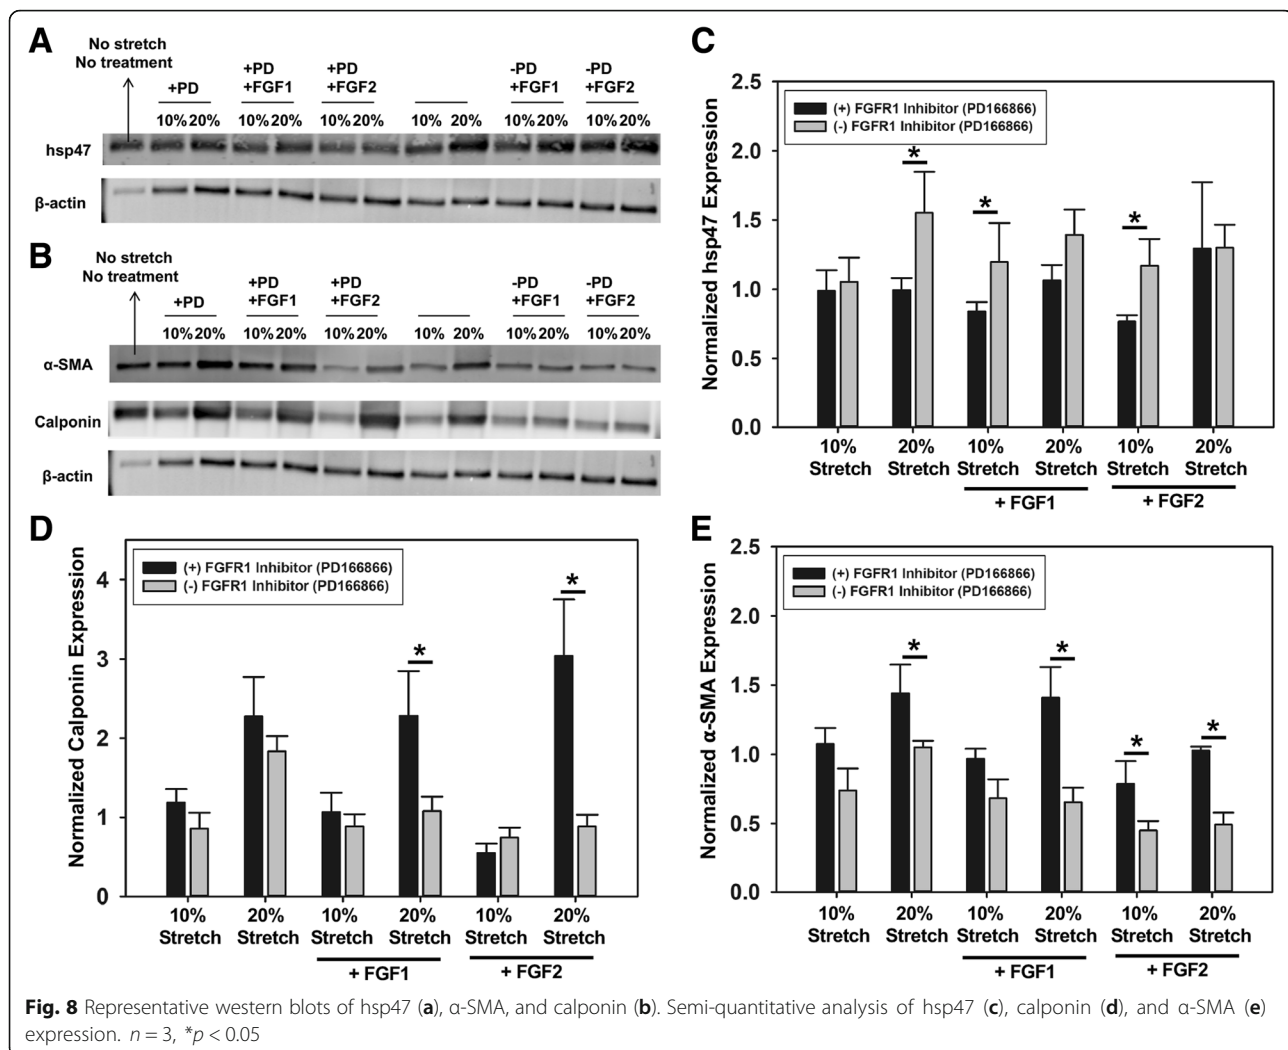 A
No stretch
No treatment
+PD
+PD
+FGF1
+PD
+FGF2
-PD
+FGF1
-PD
+FGF2
10% 20% 10% 20% 10% 20% 10% 20% 10% 20% 10% 20%
hsp47
β-actin
B
No stretch
No treatment
+PD
+PD
+FGF1
+PD
+FGF2
-PD
+FGF1
-PD
+FGF2
10% 20% 10% 20% 10% 20% 10% 20% 10% 20% 10% 20%
α-SMA
Calponin
β-actin
C
Normalized hsp47 Expression
2.5
2.0
1.5
1.0
0.5
0.0
(+) FGFR1 Inhibitor (PD166866)
(-) FGFR1 Inhibitor (PD166866)
* * *
10% 20% 10% 20% 10% 20%
Stretch Stretch Stretch Stretch Stretch Stretch
+ FGF1 + FGF2
D
Normalized Calponin Expression
4
3
2
1
0
(+) FGFR1 Inhibitor (PD166866)
(-) FGFR1 Inhibitor (PD166866)
* *
10% 20% 10% 20% 10% 20%
Stretch Stretch Stretch Stretch Stretch Stretch
+ FGF1 + FGF2
E
Normalized α-SMA Expression
2.5
2.0
1.5
1.0
0.5
0.0
(+) FGFR1 Inhibitor (PD166866)
(-) FGFR1 Inhibitor (PD166866)
* * * *
10% 20% 10% 20% 10% 20%
Stretch Stretch Stretch Stretch Stretch Stretch
+ FGF1 + FGF2
Fig. 8 Representative western blots of hsp47 (a), α-SMA, and calponin (b). Semi-quantitative analysis of hsp47 (c), calponin (d), and α-SMA (e)
expression. n = 3, *p < 0.05